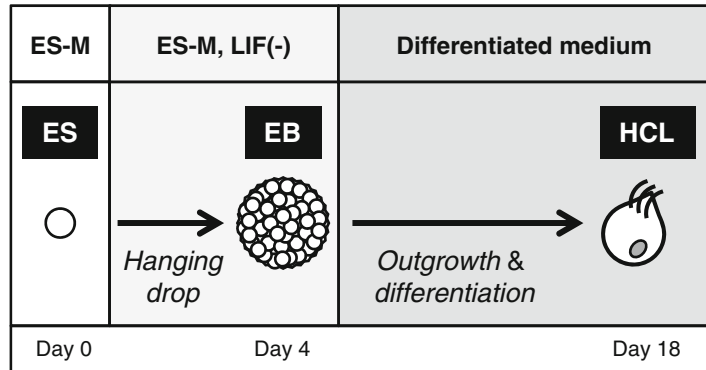 ES-M
ES-M, LIF(-)
Differentiated medium
ES
EB
HCL
Hanging
drop
Outgrowth &
differentiation
Day 0
Day 4
Day 18